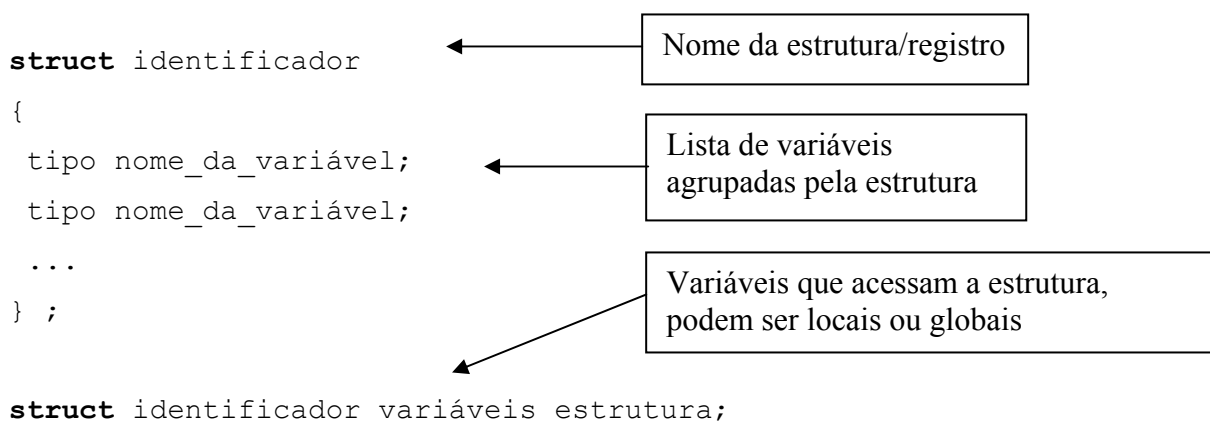 Nome da estrutura/registro
struct identificador
{
Lista de variáveis
agrupadas pela estrutura
tipo nome_da_variável;
tipo nome_da_variável;
...
Variáveis que acessam a estrutura,
podem ser locais ou globais
} ;
struct identificador variáveis estrutura;